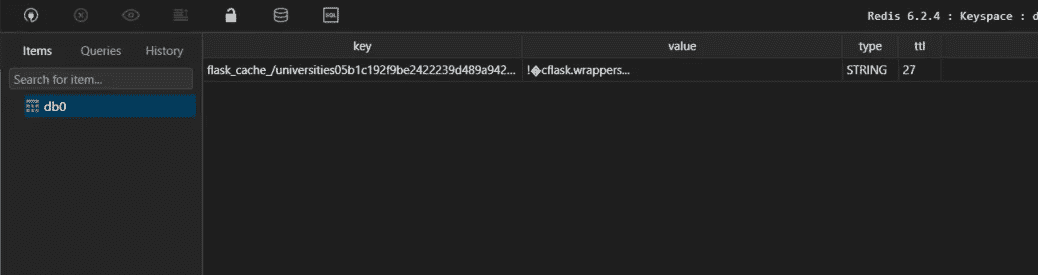 Redis 6.2.4 : Keyspace : d
Items Queries History
key value type ttl
Search for item...
flask_cache_/universities05b1c192f9be2422239d489a942... !�cflask.wrappers... STRING 27
db0